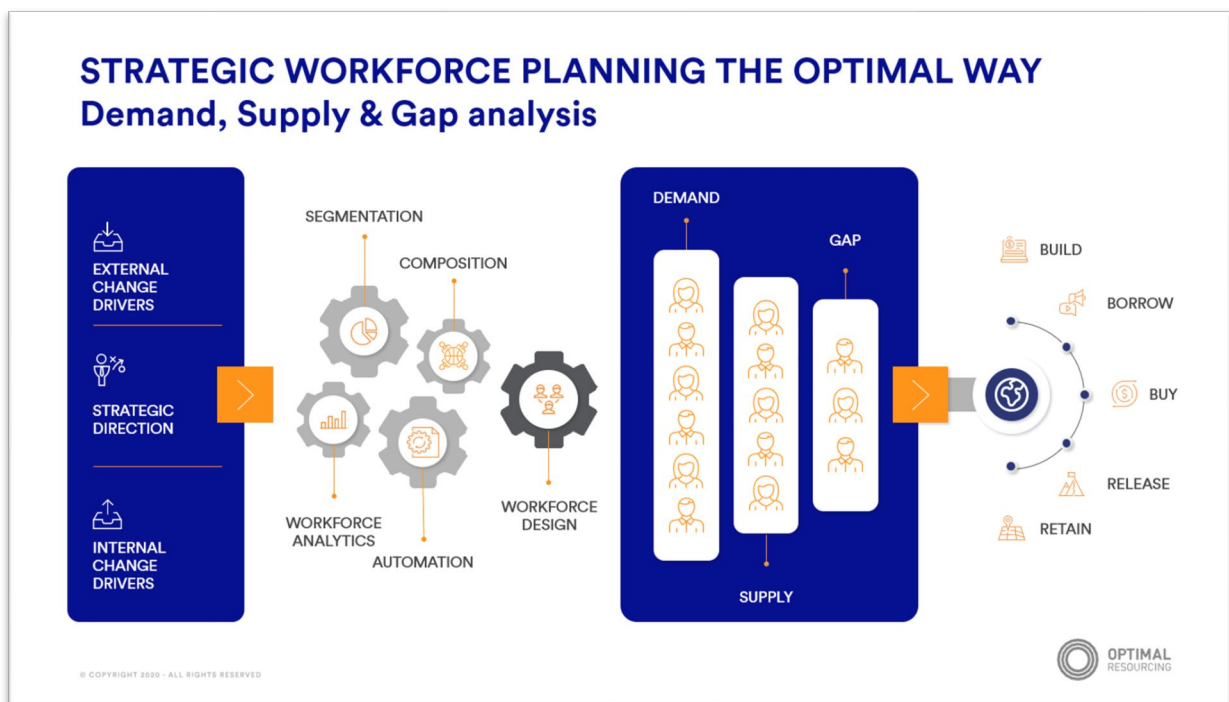 STRATEGIC WORKFORCE PLANNING THE OPTIMAL WAY
Demand, Supply & Gap analysis
EXTERNAL
CHANGE
DRIVERS
STRATEGIC
DIRECTION
INTERNAL
CHANGE
DRIVERS
SEGMENTATION
COMPOSITION
WORKFORCE
ANALYTICS
AUTOMATION
WORKFORCE
DESIGN
DEMAND
GAP
SUPPLY
BUILD
BORROW
BUY
RELEASE
RETAIN
© COPYRIGHT 2020 - ALL RIGHTS RESERVED
OPTIMAL
RESOURCING